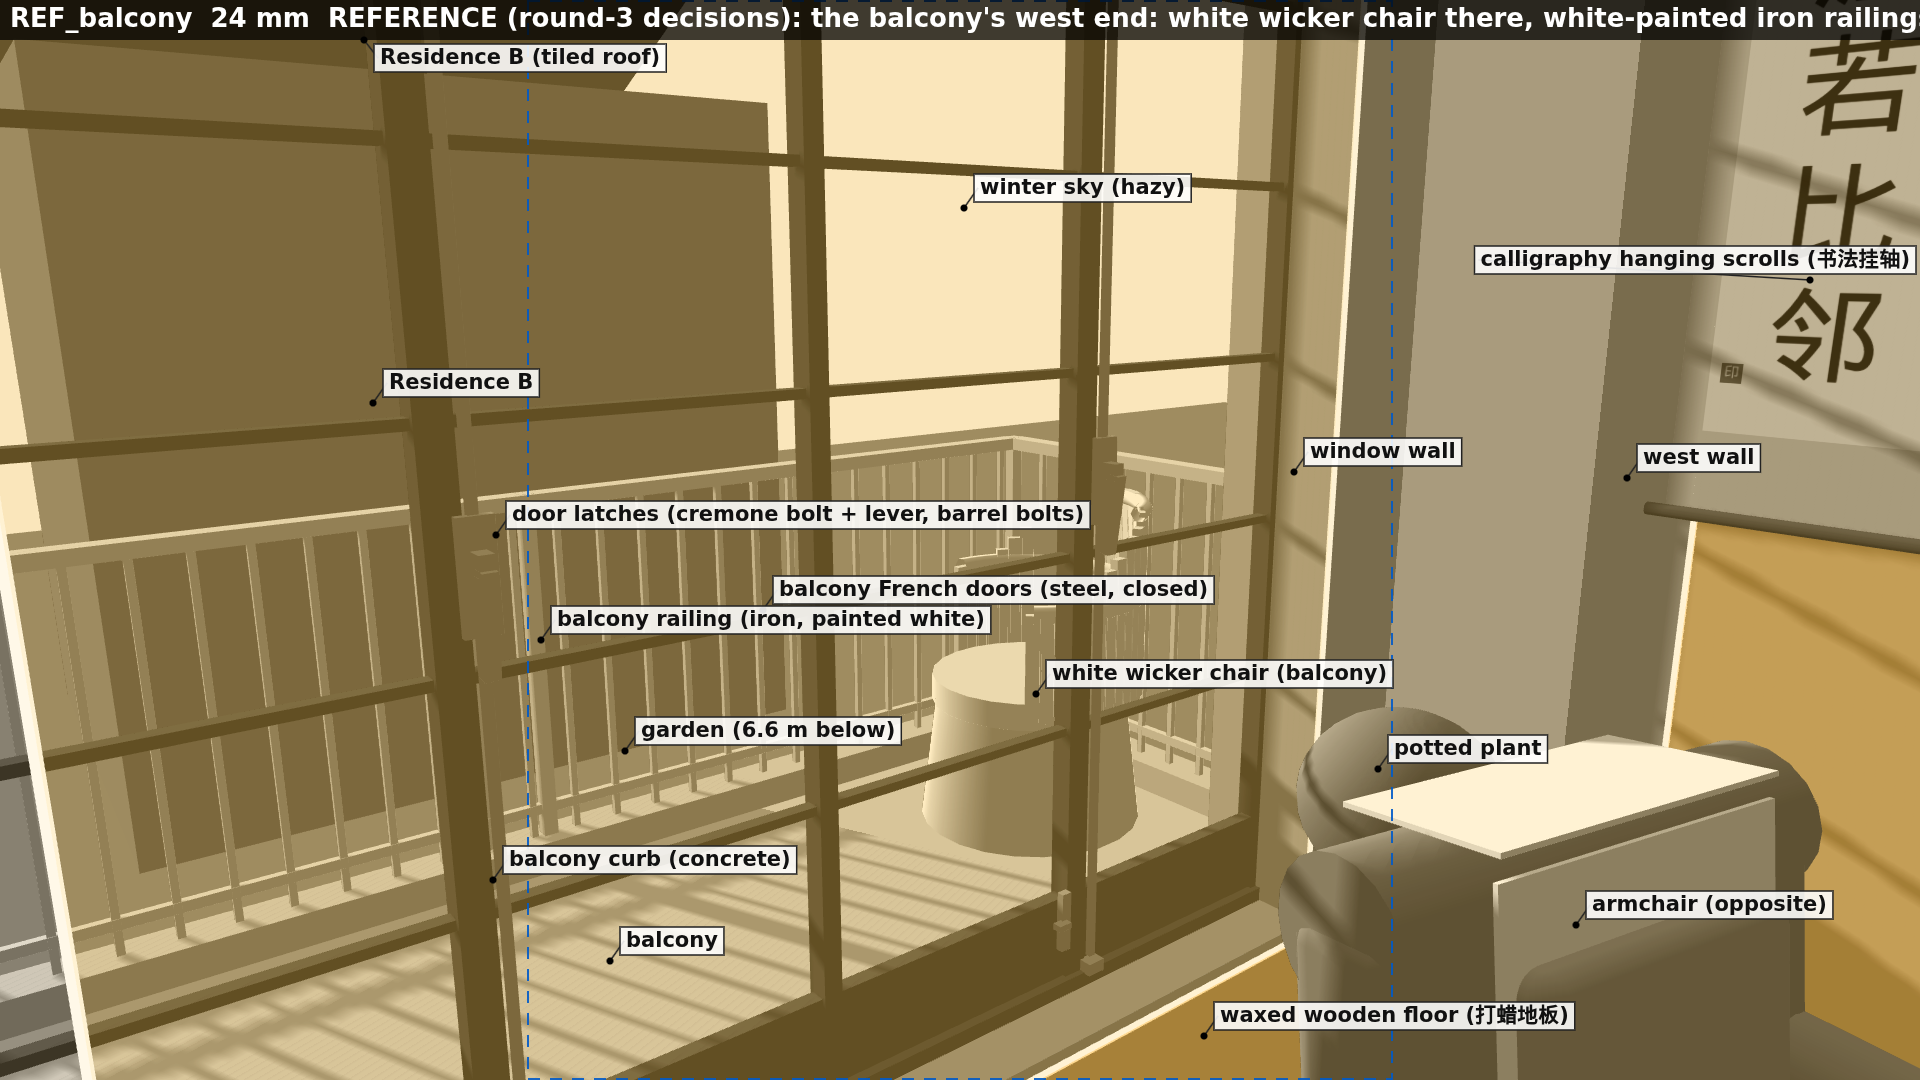 REF_balcony 24 mm REFERENCE (round-3 decisions): the balcony's west end: white wicker chair there, white-painted iron railings
Residence B (tiled roof)
若
winter sky (hazy)
比
calligraphy hanging scrolls (书法挂轴)
邻
印
Residence B
window wall
west wall
door latches (cremone bolt + lever, barrel bolts)
balcony French doors (steel, closed)
balcony railing (iron, painted white)
white wicker chair (balcony)
garden (6.6 m below)
potted plant
balcony curb (concrete)
armchair (opposite)
balcony
waxed wooden floor (打蜡地板)